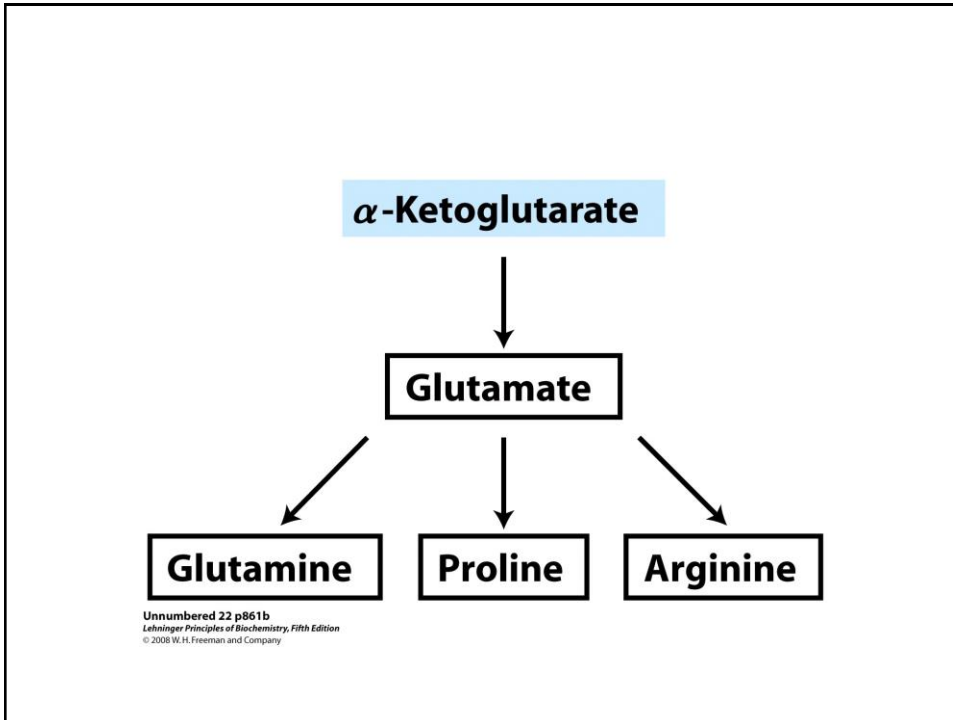 α-Ketoglutarate
Glutamate
Glutamine
Proline
Arginine
Unnumbered 22 p861b
Lehninger Principles of Biochemistry, Fifth Edition
© 2008 W. H. Freeman and Company